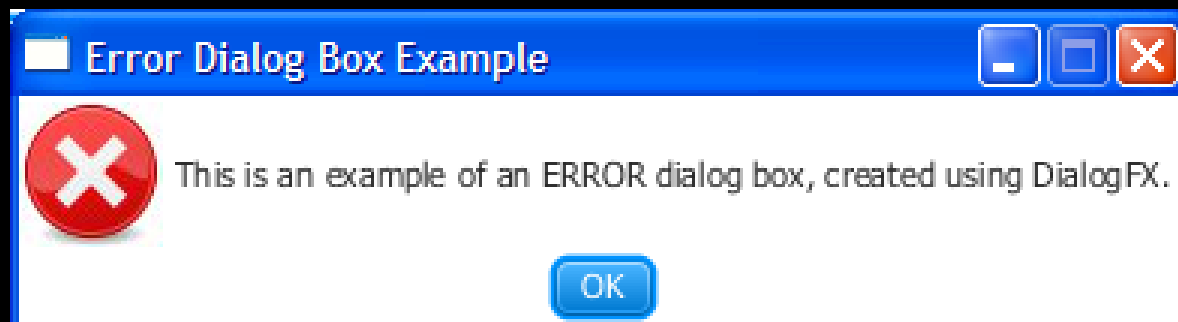 Error Dialog Box Example
This is an example of an ERROR dialog box, created using DialogFX.
OK